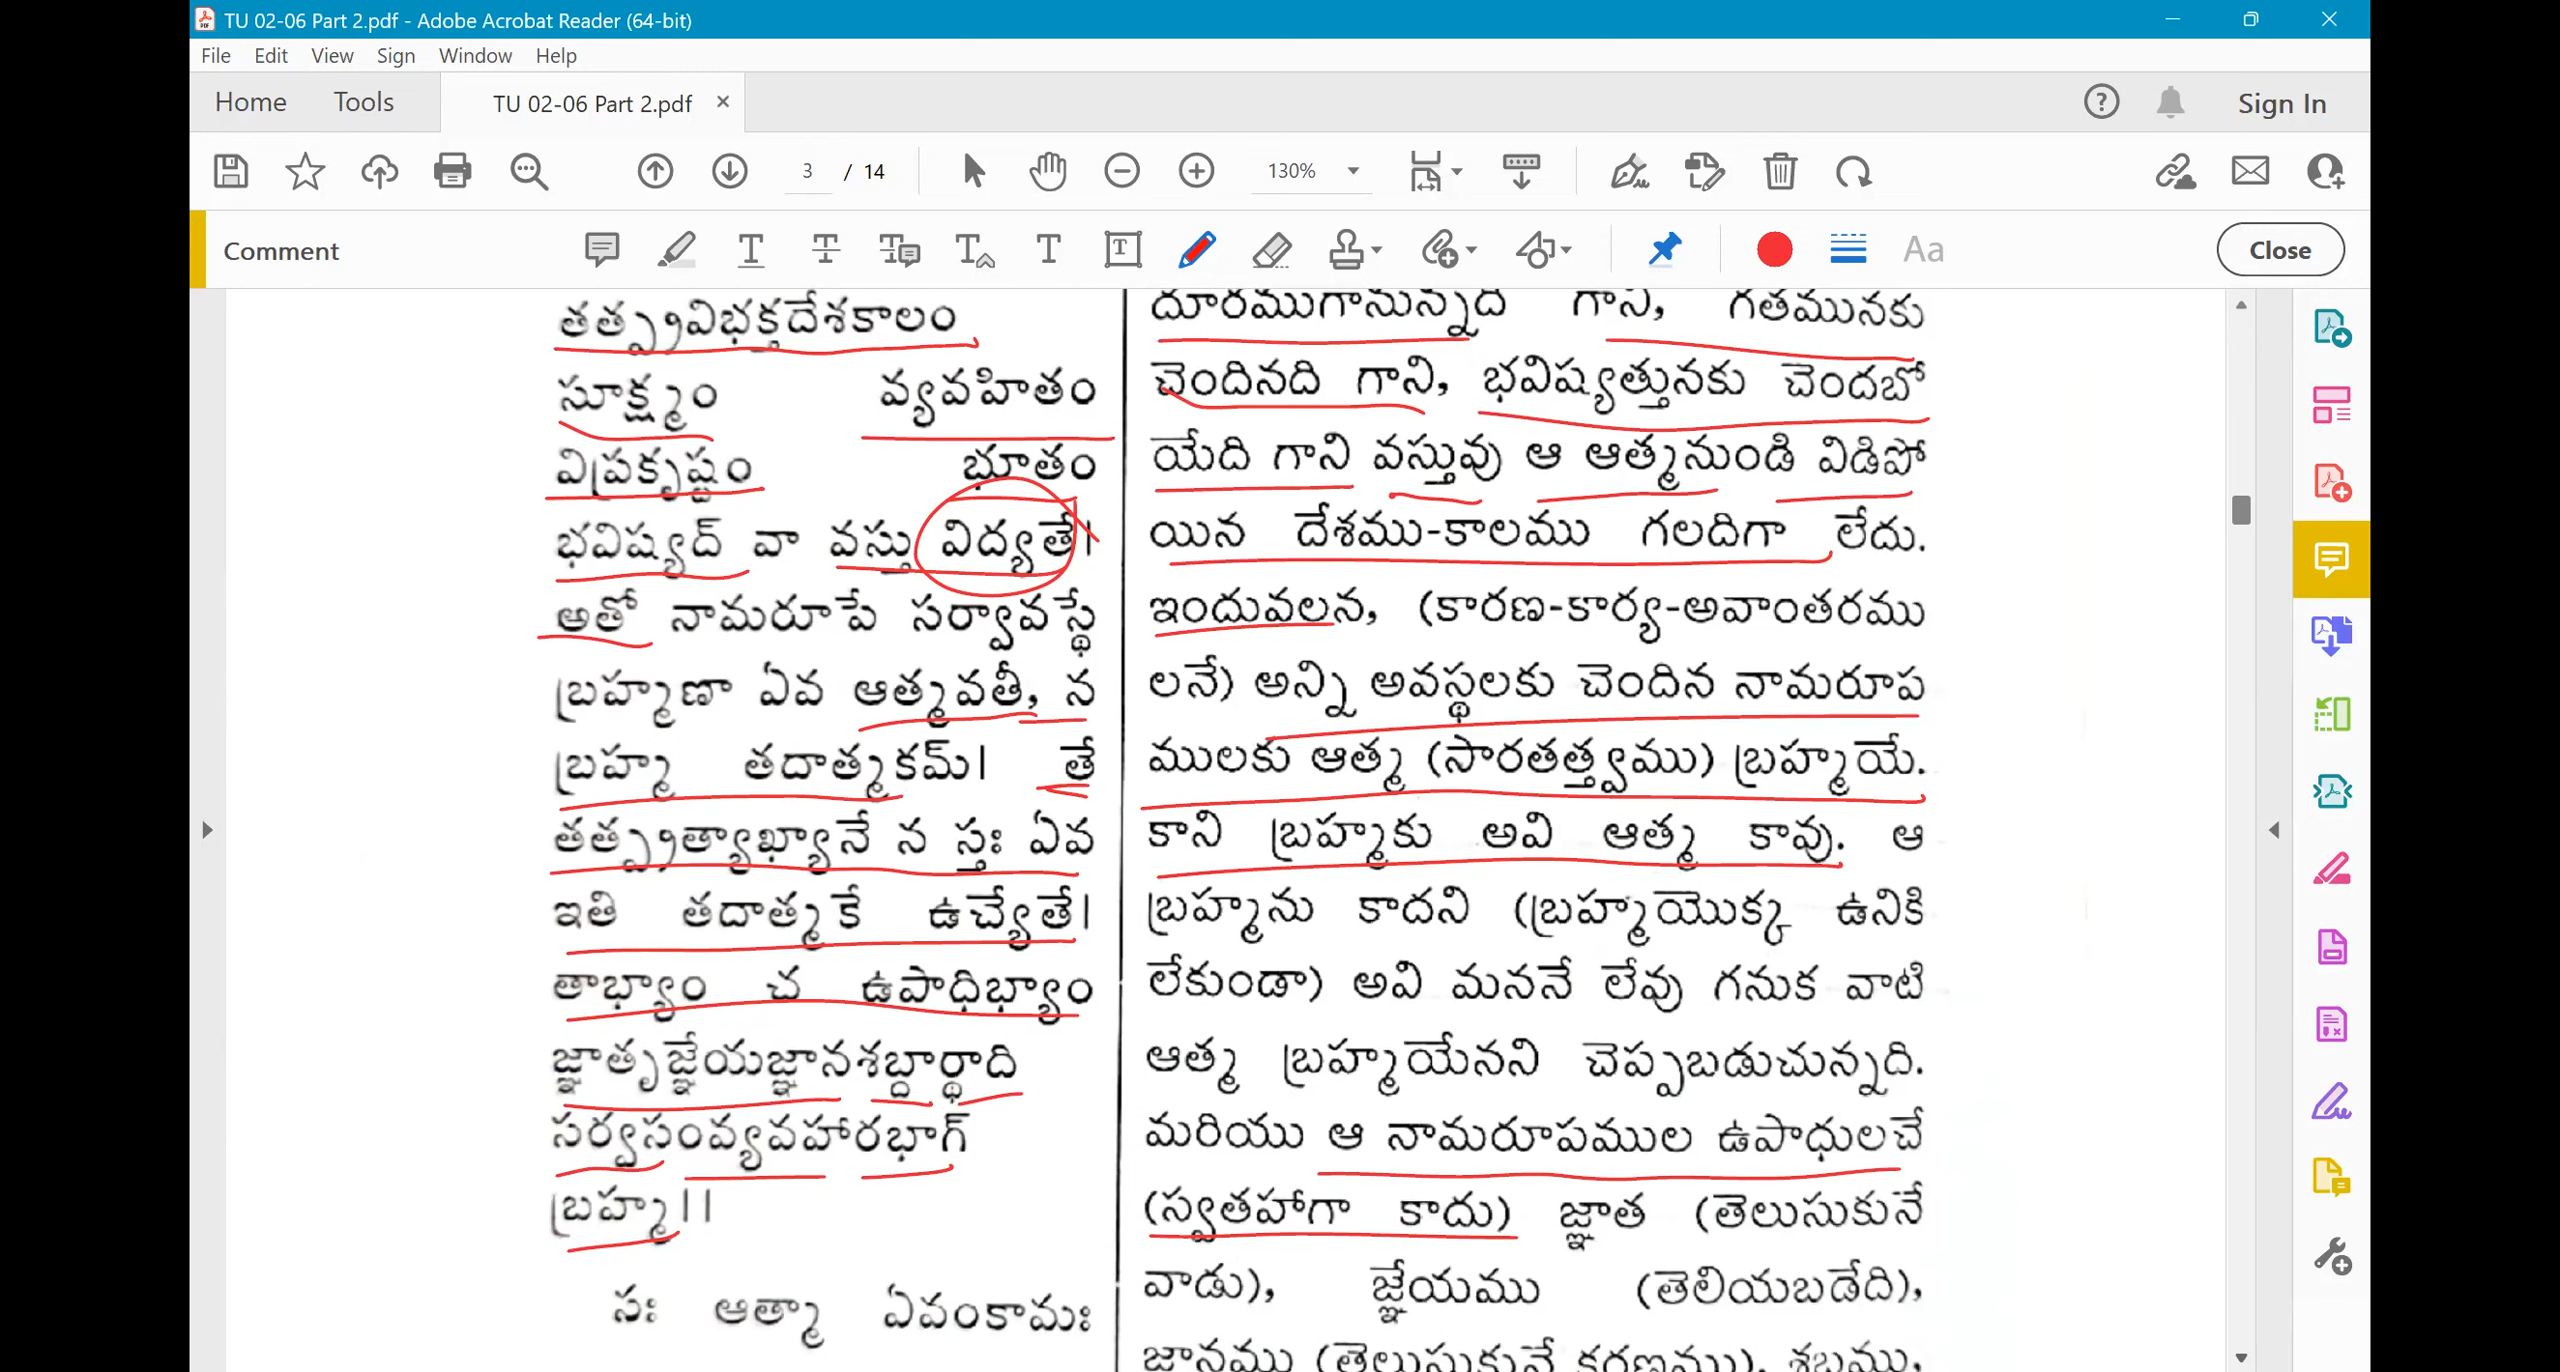 TU 02-06 Part 2.pdf - Adobe Acrobat Reader (64-bit)
File Edit View Sign Window Help
Home Tools TU 02-06 Part 2.pdf × Sign In
3 / 14 130%
Comment Aa Close
తత్ప్రవిభక్తదేశకాలం
సూక్ష్మం వ్యవహితం
విప్రకృష్టం భూతం
భవిష్యద్ వా వస్తు విద్యతే।
అతో నామరూపే సర్వావస్థే
బ్రహ్మణా ఏవ ఆత్మవతీ, న
బ్రహ్మ తదాత్మకమ్। తే
తత్ప్రత్యాఖ్యానే న స్తః ఏవ
ఇతి తదాత్మకే ఉచ్యేతే।
తాభ్యాం చ ఉపాధిభ్యాం
జ్ఞాతృజ్ఞేయజ్ఞానశబ్దార్థాది
సర్వసంవ్యవహారభాగ్
బ్రహ్మ।।
సః ఆత్మా ఏవంకామః
దూరముగానున్నది గాని, గతమునకు
చెందినది గాని, భవిష్యత్తునకు చెందబో
యేది గాని వస్తువు ఆ ఆత్మనుండి విడిపో
యిన దేశము-కాలము గలదిగా లేదు.
ఇందువలన, (కారణ-కార్య-అవాంతరము
లనే) అన్ని అవస్థలకు చెందిన నామరూప
ములకు ఆత్మ (సారతత్త్వము) బ్రహ్మయే.
కాని బ్రహ్మకు అవి ఆత్మ కావు. ఆ
బ్రహ్మను కాదని (బ్రహ్మయొక్క ఉనికి
లేకుండా) అవి మననే లేవు గనుక వాటి
ఆత్మ బ్రహ్మయేనని చెప్పబడుచున్నది.
మరియు ఆ నామరూపముల ఉపాధులచే
(స్వతహాగా కాదు) జ్ఞాత (తెలుసుకునే
వాడు), జ్ఞేయము (తెలియబడేది),
జ్ఞానము (తెలుసుకునే కరణము), శబ్దము,